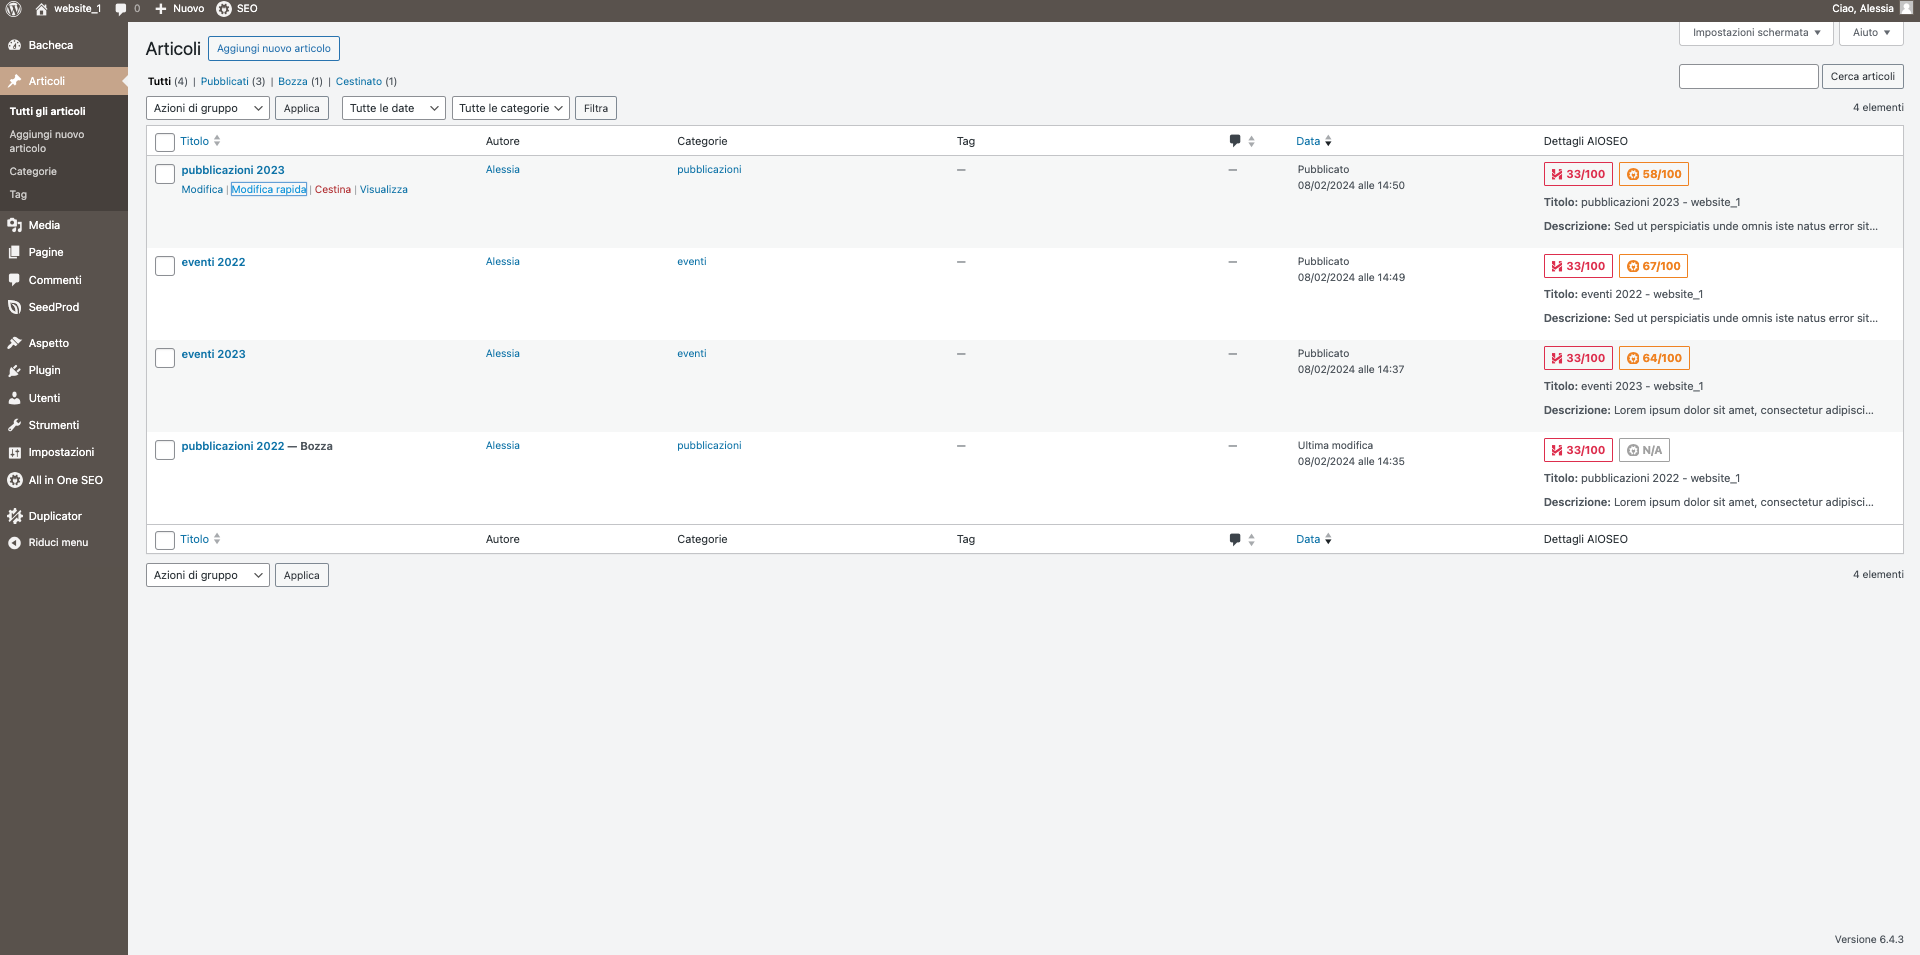 website_1 0 Nuovo SEO Ciao, Alessia
Bacheca
Articoli
Tutti gli articoli
Aggiungi nuovo
articolo
Categorie
Tag
Media
Pagine
Commenti
SeedProd
Aspetto
Plugin
Utenti
Strumenti
Impostazioni
All in One SEO
Duplicator
Riduci menu
Impostazioni schermata Aiuto
Articoli Aggiungi nuovo articolo
Tutti (4) | Pubblicati (3) | Bozza (1) | Cestinato (1)
Cerca articoli
Azioni di gruppo Applica Tutte le date Tutte le categorie Filtra
4 elementi
Titolo Autore Categorie Tag Data Dettagli AIOSEO
pubblicazioni 2023 Alessia pubblicazioni — — Pubblicato 33/100 58/100
08/02/2024 alle 14:50
Modifica | Modifica rapida | Cestina | Visualizza
Titolo: pubblicazioni 2023 - website_1
Descrizione: Sed ut perspiciatis unde omnis iste natus error sit...
eventi 2022 Alessia eventi — — Pubblicato 33/100 67/100
08/02/2024 alle 14:49
Titolo: eventi 2022 - website_1
Descrizione: Sed ut perspiciatis unde omnis iste natus error sit...
eventi 2023 Alessia eventi — — Pubblicato 33/100 64/100
08/02/2024 alle 14:37
Titolo: eventi 2023 - website_1
Descrizione: Lorem ipsum dolor sit amet, consectetur adipisci...
pubblicazioni 2022 — Bozza Alessia pubblicazioni — — Ultima modifica 33/100 N/A
08/02/2024 alle 14:35
Titolo: pubblicazioni 2022 - website_1
Descrizione: Lorem ipsum dolor sit amet, consectetur adipisci...
Titolo Autore Categorie Tag Data Dettagli AIOSEO
Azioni di gruppo Applica
4 elementi
Versione 6.4.3